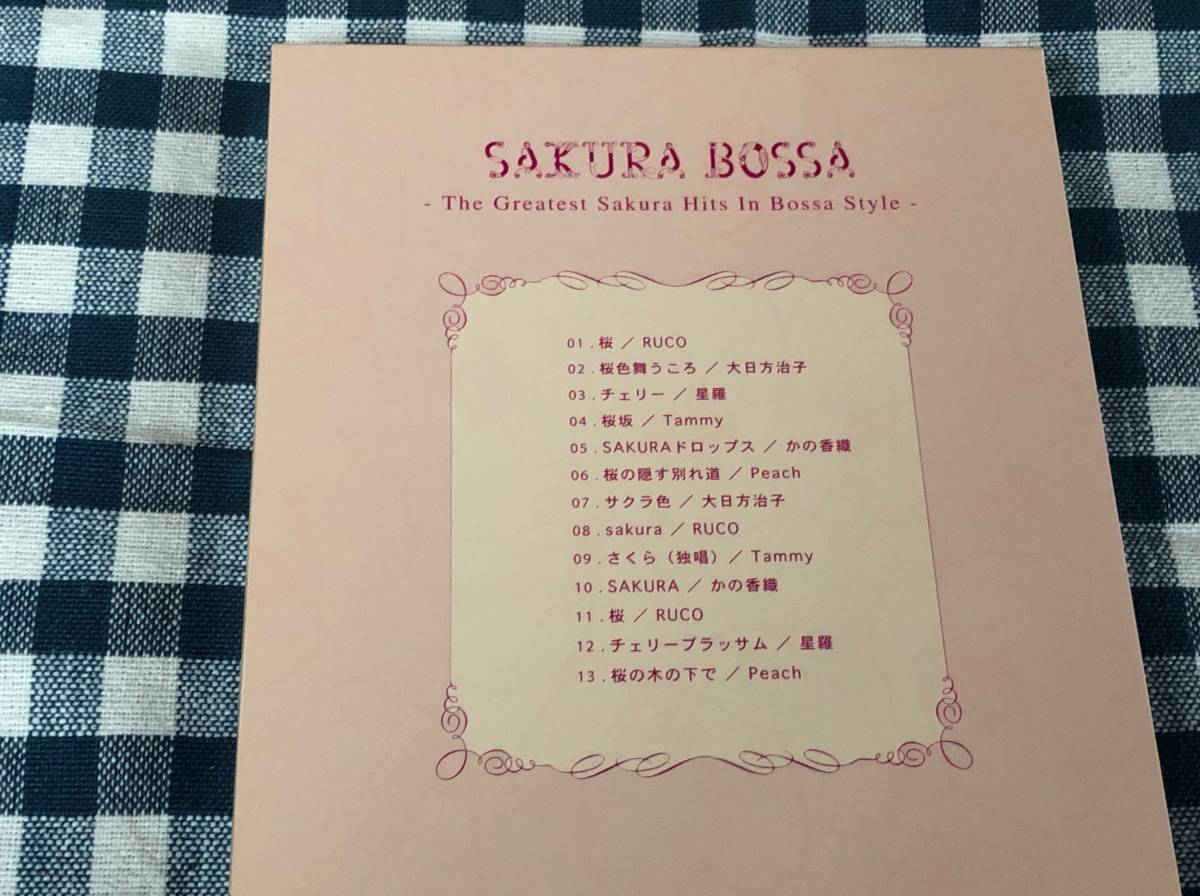 SAKURA BOSSA
- The Greatest Sakura Hits In Bossa Style -
01.桜 ／ RUCO
02.桜色舞うころ ／ 大日方治子
03.チェリー ／ 星羅
04.桜坂 ／ Tammy
05.SAKURAドロップス ／ かの香織
06.桜の隠す別れ道 ／ Peach
07.サクラ色 ／ 大日方治子
08.sakura ／ RUCO
09.さくら（独唱）／ Tammy
10.SAKURA ／ かの香織
11.桜 ／ RUCO
12.チェリーブラッサム ／ 星羅
13.桜の木の下で ／ Peach